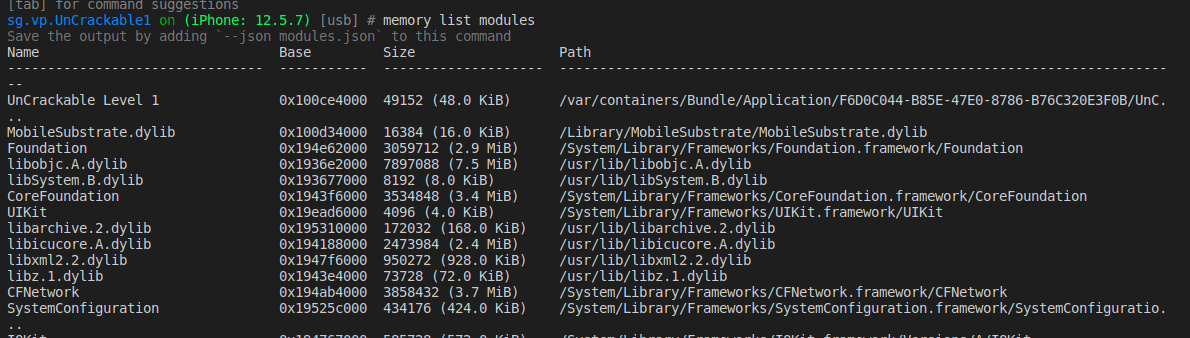 [tab] for command suggestions
sg.vp.UnCrackable1 on (iPhone: 12.5.7) [usb] # memory list modules
Save the output by adding `--json modules.json` to this command
Name                              Base         Size                  Path
--------------------------------  -----------  --------------------  ----------------------------------------------------------------------------
--
UnCrackable Level 1               0x100ce4000  49152 (48.0 KiB)      /var/containers/Bundle/Application/F6D0C044-B85E-47E0-8786-B76C320E3F0B/UnC.
..
MobileSubstrate.dylib             0x100d34000  16384 (16.0 KiB)      /Library/MobileSubstrate/MobileSubstrate.dylib
Foundation                        0x194e62000  3059712 (2.9 MiB)     /System/Library/Frameworks/Foundation.framework/Foundation
libobjc.A.dylib                   0x1936e2000  7897088 (7.5 MiB)     /usr/lib/libobjc.A.dylib
libSystem.B.dylib                 0x193677000  8192 (8.0 KiB)        /usr/lib/libSystem.B.dylib
CoreFoundation                    0x1943f6000  3534848 (3.4 MiB)     /System/Library/Frameworks/CoreFoundation.framework/CoreFoundation
UIKit                             0x19ead6000  4096 (4.0 KiB)        /System/Library/Frameworks/UIKit.framework/UIKit
libarchive.2.dylib                0x195310000  172032 (168.0 KiB)    /usr/lib/libarchive.2.dylib
libicucore.A.dylib                0x194188000  2473984 (2.4 MiB)     /usr/lib/libicucore.A.dylib
libxml2.2.dylib                   0x1947f6000  950272 (928.0 KiB)    /usr/lib/libxml2.2.dylib
libz.1.dylib                      0x1943e4000  73728 (72.0 KiB)      /usr/lib/libz.1.dylib
CFNetwork                         0x194ab4000  3858432 (3.7 MiB)     /System/Library/Frameworks/CFNetwork.framework/CFNetwork
SystemConfiguration               0x19525c000  434176 (424.0 KiB)    /System/Library/Frameworks/SystemConfiguration.framework/SystemConfiguratio.
..